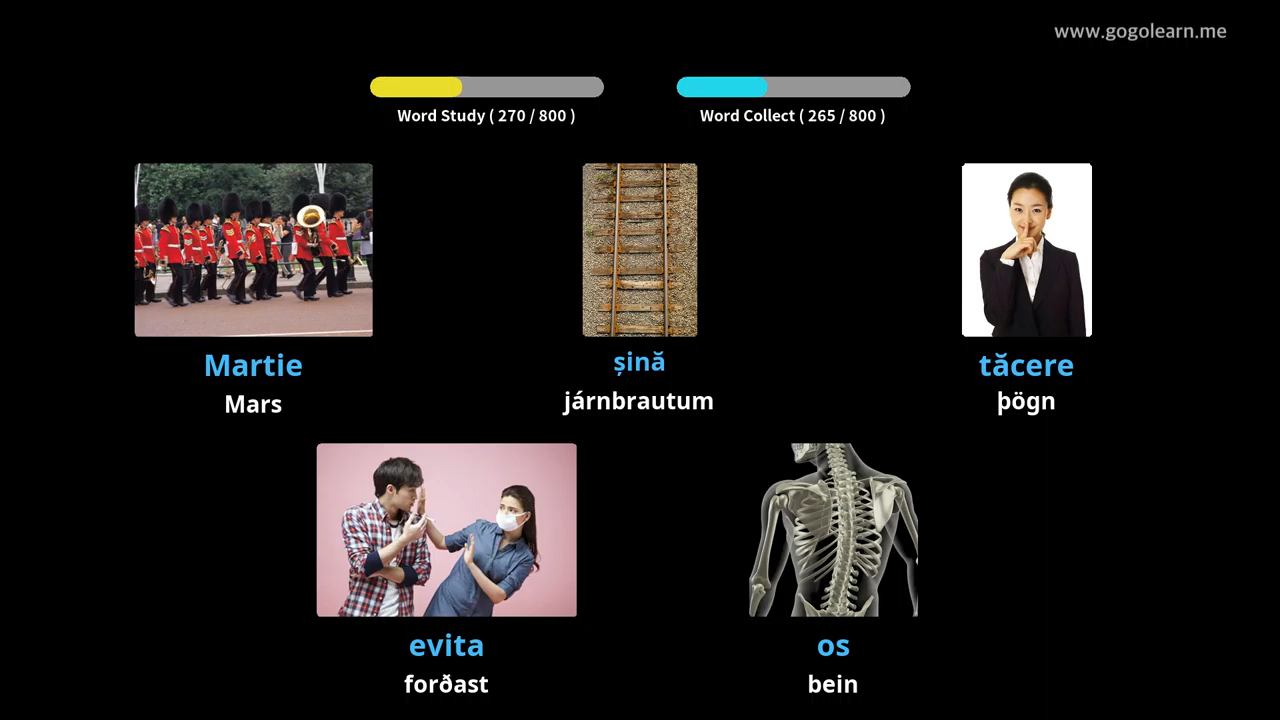 www.gogolearn.me
Word Study ( 270 / 800 )
Word Collect ( 265 / 800 )
Martie
Mars
șină
járnbrautum
tăcere
þögn
evita
forðast
os
bein